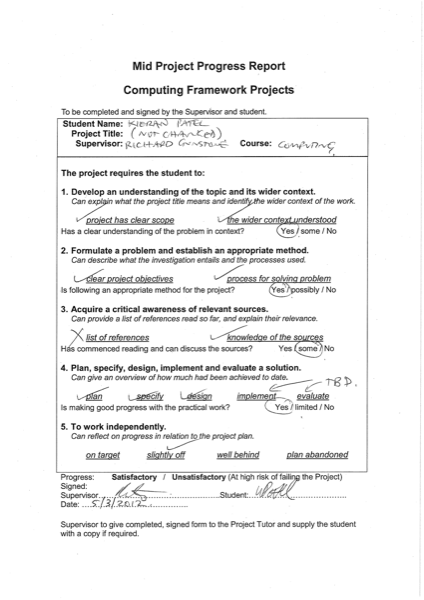 Mid Project Progress Report
Computing Framework Projects
To be completed and signed by the Supervisor and student.
Student Name: KIERAN PATEL
Project Title: (NOT CHANGED)
Supervisor: RICHARD GUNSTONE Course: COMPUTING
The project requires the student to:
1. Develop an understanding of the topic and its wider context.
Can explain what the project title means and identify the wider context of the work.
project has clear scope the wider context understood
Has a clear understanding of the problem in context? Yes / some / No
2. Formulate a problem and establish an appropriate method.
Can describe what the investigation entails and the processes used.
clear project objectives process for solving problem
Is following an appropriate method for the project? Yes / possibly / No
3. Acquire a critical awareness of relevant sources.
Can provide a list of references read so far, and explain their relevance.
list of references knowledge of the sources
Has commenced reading and can discuss the sources? Yes / some / No
4. Plan, specify, design, implement and evaluate a solution.
Can give an overview of how much had been achieved to date.
TBD.
plan specify design implement evaluate
Is making good progress with the practical work? Yes / limited / No
5. To work independently.
Can reflect on progress in relation to the project plan.
on target slightly off well behind plan abandoned
Progress: Satisfactory / Unsatisfactory (At high risk of failing the Project)
Signed:
Supervisor Student:
Date: 5/3/2012
Supervisor to give completed, signed form to the Project Tutor and supply the student
with a copy if required.